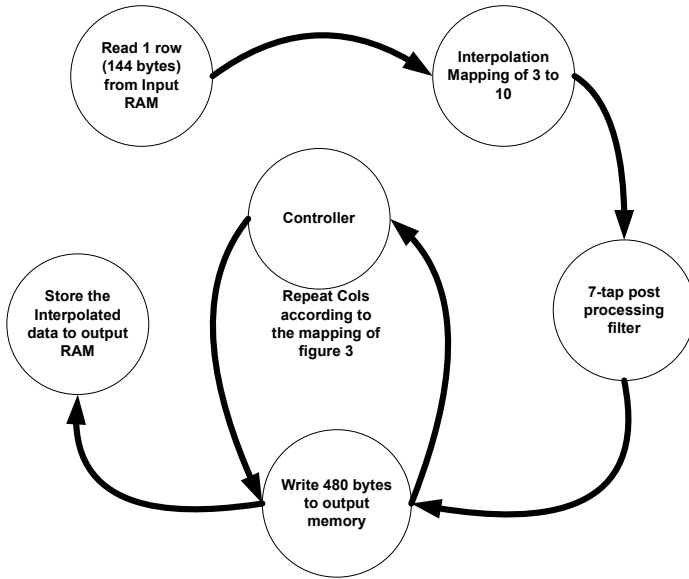 Read 1 row
(144 bytes)
from Input
RAM
Interpolation
Mapping of 3 to
10
Controller
Repeat Cols
according to
the mapping of
figure 3
Store the
Interpolated
data to output
RAM
7-tap post
processing
filter
Write 480 bytes
to output
memory